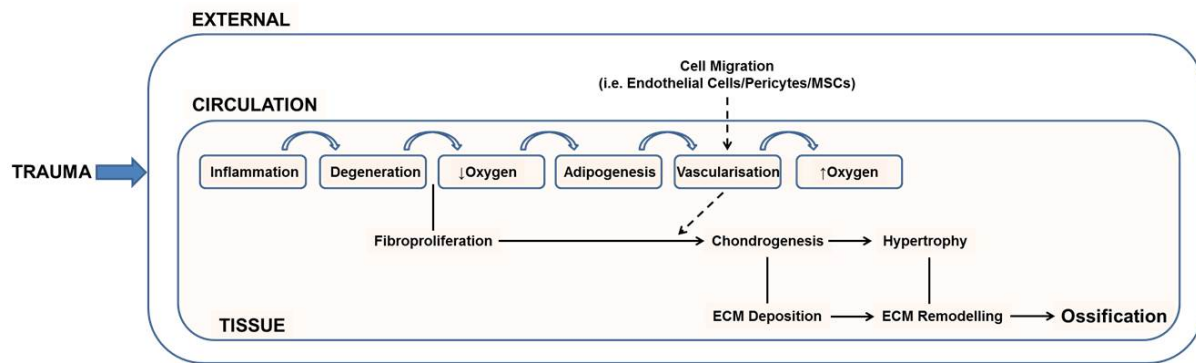 EXTERNAL
Cell Migration
(i.e. Endothelial Cells/Pericytes/MSCs)
CIRCULATION
TRAUMA
Inflammation
Degeneration
↓Oxygen
Adipogenesis
Vascularisation
↑Oxygen
Fibroproliferation
Chondrogenesis
Hypertrophy
ECM Deposition
ECM Remodelling
Ossification
TISSUE